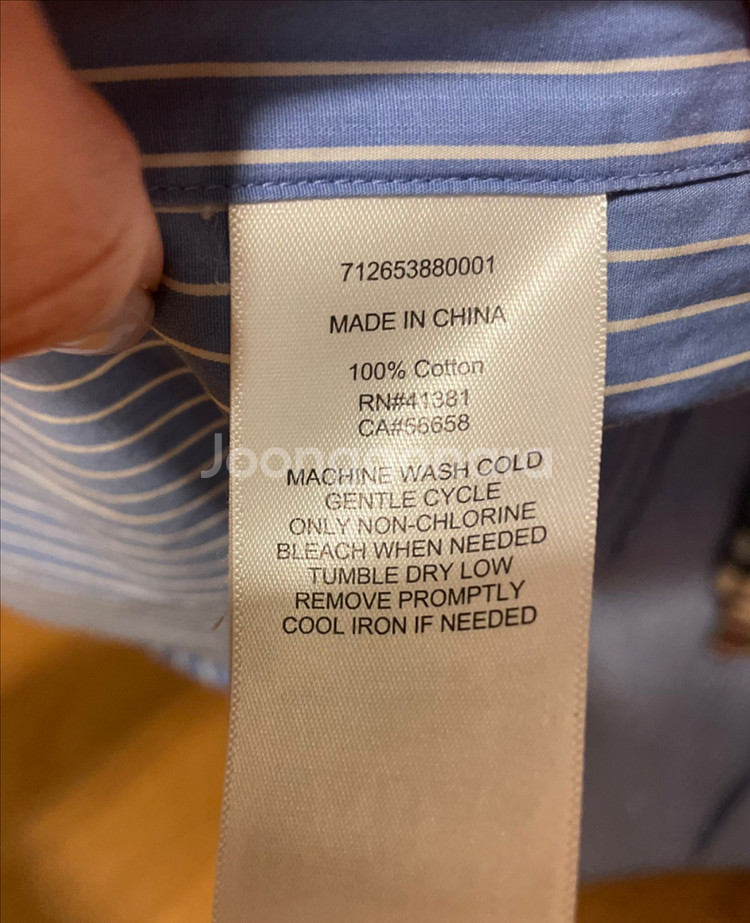 712653880001
MADE IN CHINA
100% Cotton
RN#41381
CA#56658
Joongonara
MACHINE WASH COLD
GENTLE CYCLE
ONLY NON-CHLORINE
BLEACH WHEN NEEDED
TUMBLE DRY LOW
REMOVE PROMPTLY
COOL IRON IF NEEDED